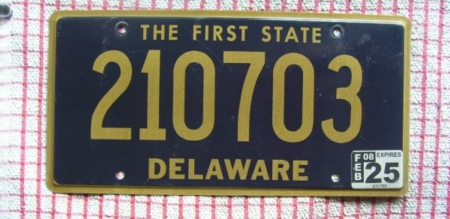 THE FIRST STATE
210703
DELAWARE
FEB 08 EXPIRES
25